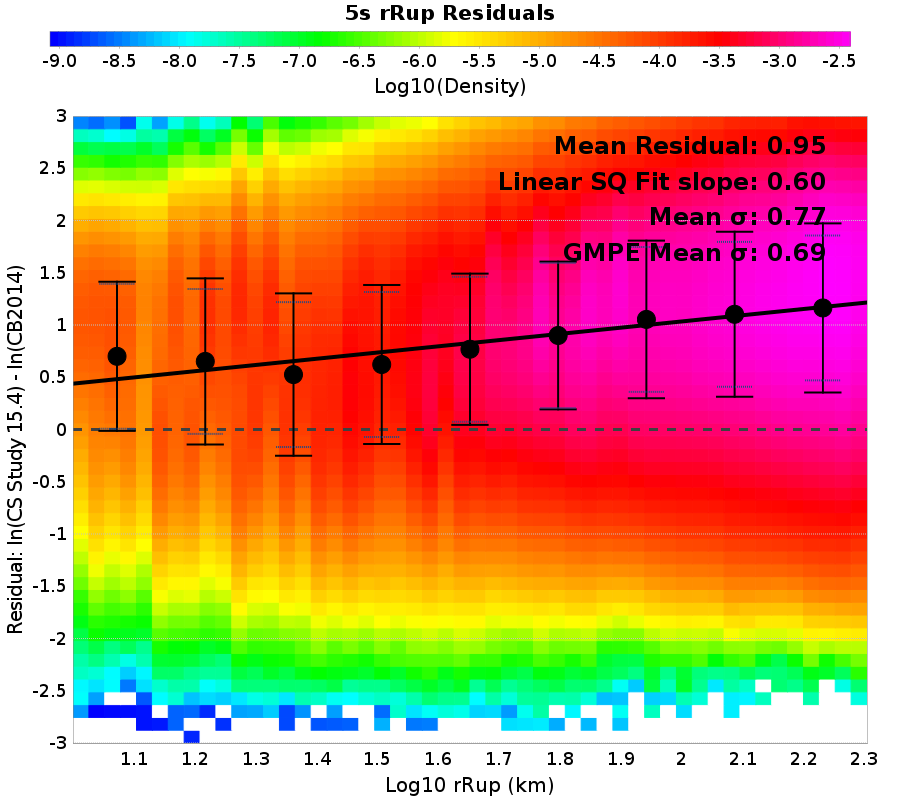 5s rRup Residuals
-9.0 -8.5 -8.0 -7.5 -7.0 -6.5 -6.0 -5.5 -5.0 -4.5 -4.0 -3.5 -3.0 -2.5
Log10(Density)
Mean Residual: 0.95
Linear SQ Fit slope: 0.60
Mean σ: 0.77
GMPE Mean σ: 0.69
Residual: ln(CS Study 15.4) - ln(CB2014)
3
2.5
2
1.5
1
0.5
0
-0.5
-1
-1.5
-2
-2.5
-3
1.1 1.2 1.3 1.4 1.5 1.6 1.7 1.8 1.9 2 2.1 2.2 2.3
Log10 rRup (km)